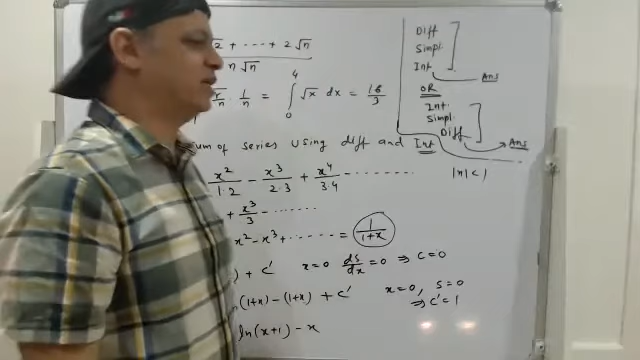 √2 + ---- + 2√n
n√n
. 1/n = ∫₀⁴ √x dx = 16/3
um of series using diff and Int
x²/1·2 - x³/2·3 + x⁴/3·4 - -------
+ x³/3 - ------
x² - x³ + ------ = 1/1+x
) + c'    x=0  ds/dx = 0 ⇒ C=0
(1+x) - (1+x) + c'    x=0, S=0
⇒ c'=1
ln(x+1) - x
Diff
Simpl.
Int
Ans
OR
Int.
Simpl.
Diff
Ans